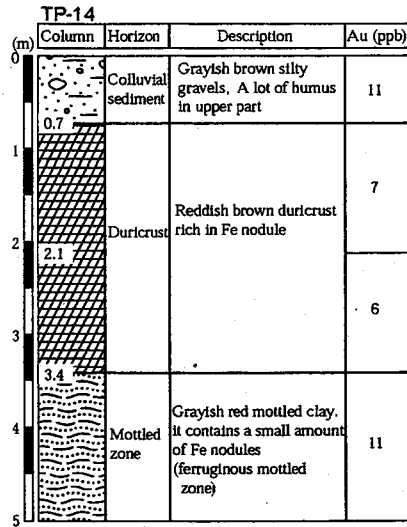 TP-14
(m) Column Horizon Description Au (ppb)
0
Colluvial sediment
Grayish brown silty
gravels, A lot of humus
in upper part
11
0.7
1
7
Duricrust
Reddish brown duricrust
rich in Fe nodule
2
2.1
6
3
3.4
Mottled
zone
Grayish red mottled clay.
it contains a small amount
of Fe nodules
(ferruginous mottled
zone)
11
4
5